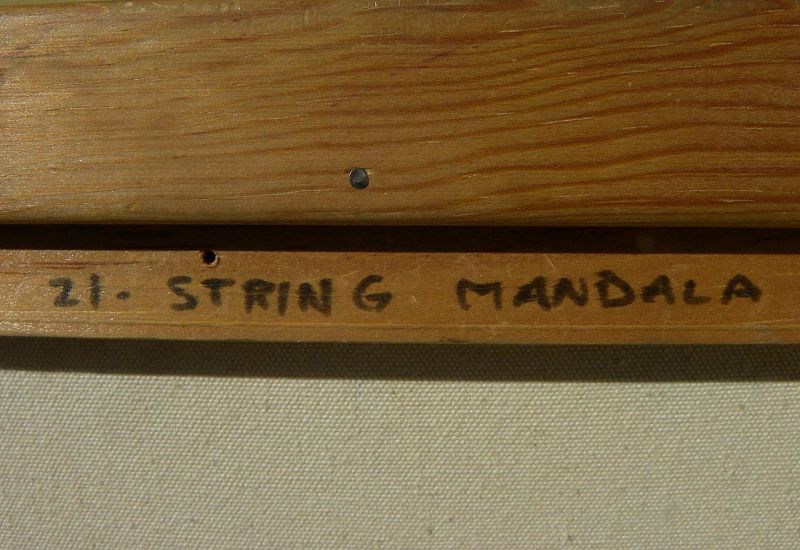 21. STRING MANDALA